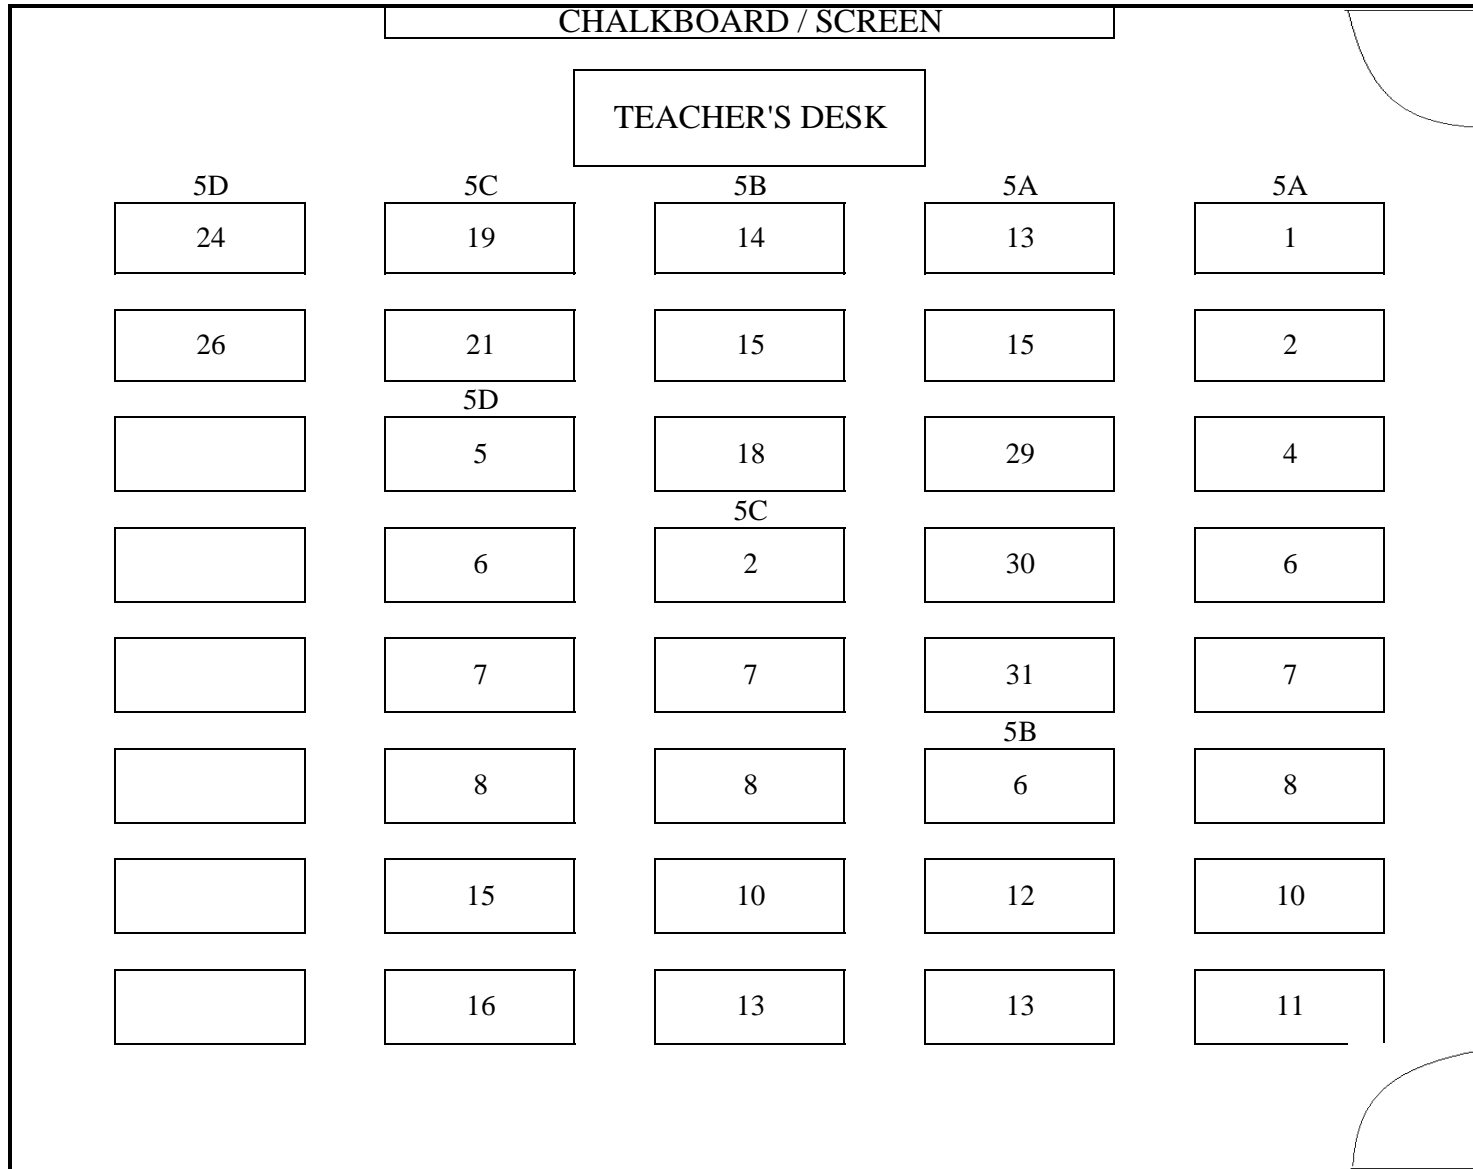 CHALKBOARD / SCREEN
TEACHER'S DESK
5D 5C 5B 5A 5A
24 19 14 13 1
26 21 15 15 2
5D
5 18 29 4
5C
6 2 30 6
7 7 31 7
5B
8 8 6 8
15 10 12 10
16 13 13 11